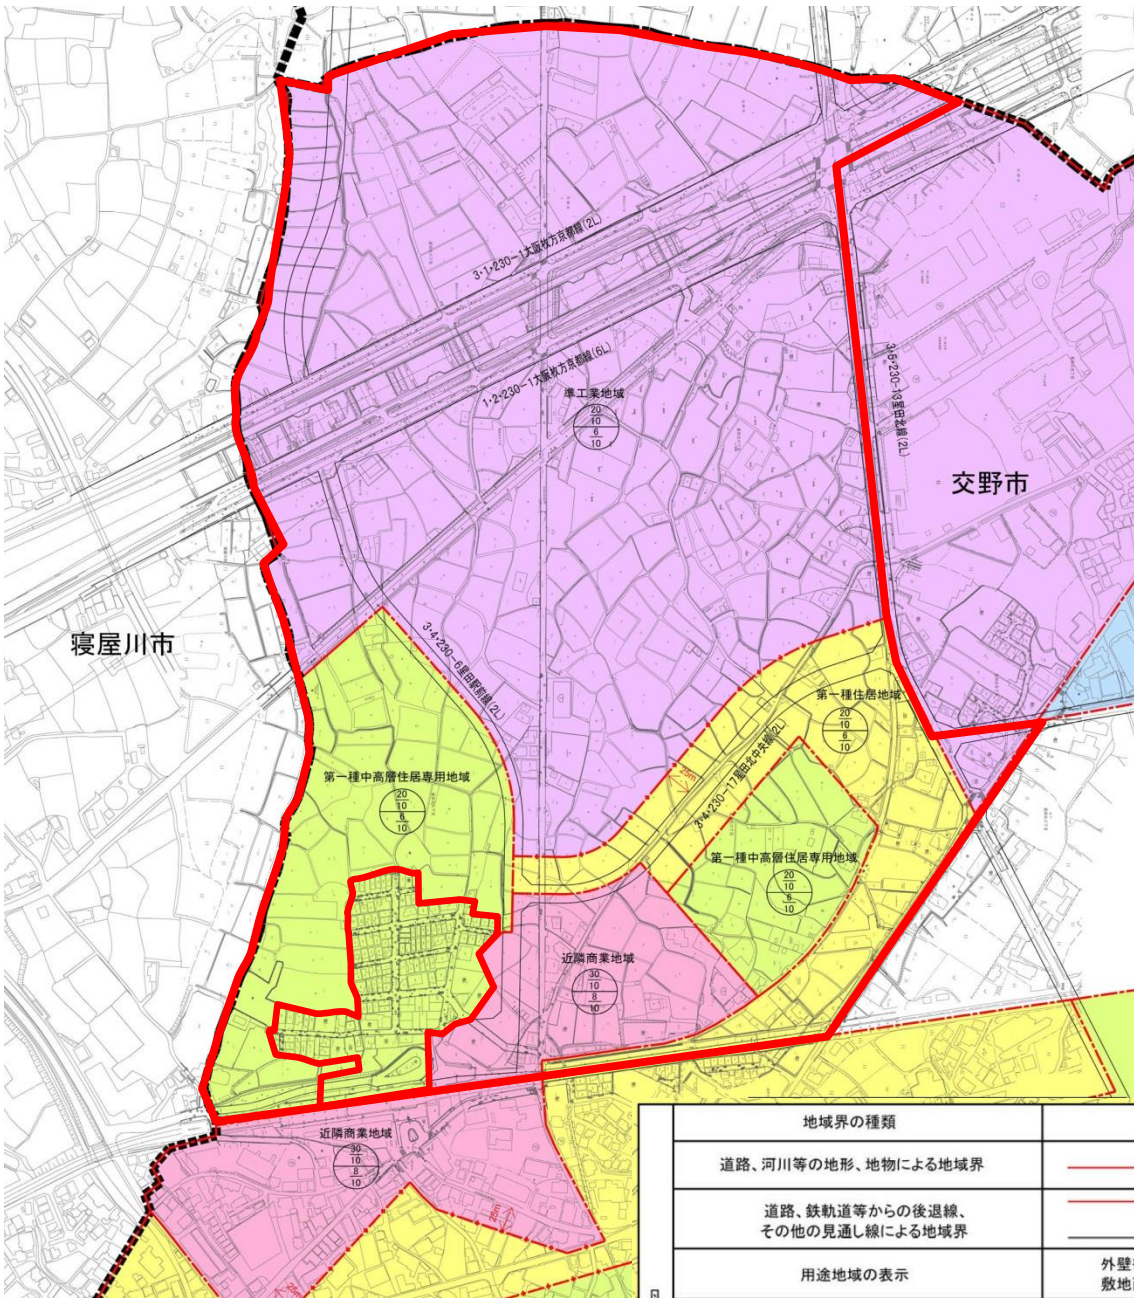 3・1・230-1大阪枚方京都線(2L)
1・2・230-1大阪枚方京都線(6L)
準工業地域
20
10
6
10
3・5・230-13星田北線(2L)
交野市
寝屋川市
3・4・230-6星田駅前線(2L)
第一種住居地域
20
10
6
10
25m
3・4・230-17星田北中央線(2L)
第一種中高層住居専用地域
20
10
6
10
第一種中高層住居専用地域
20
10
6
10
近隣商業地域
30
10
8
10
近隣商業地域
30
10
8
10
25m
25m
地域界の種類
道路、河川等の地形、地物による地域界
道路、鉄軌道等からの後退線、
その他の見通し線による地域界
用途地域の表示
外壁
敷地
凡